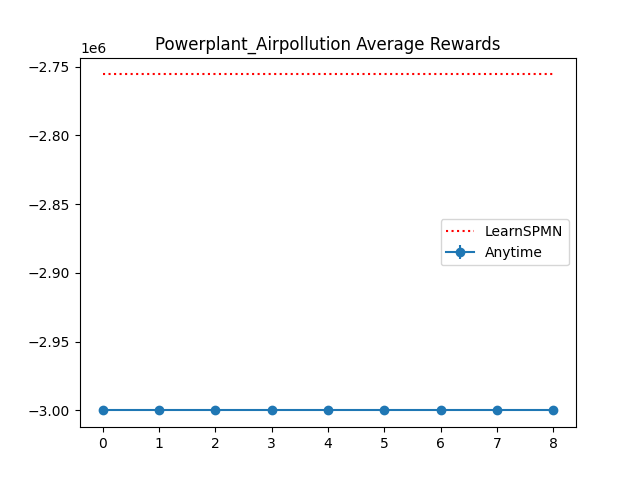 Powerplant_Airpollution Average Rewards
1e6
−2.75
−2.80
−2.85
−2.90
−2.95
−3.00
LearnSPMN
Anytime
0 1 2 3 4 5 6 7 8